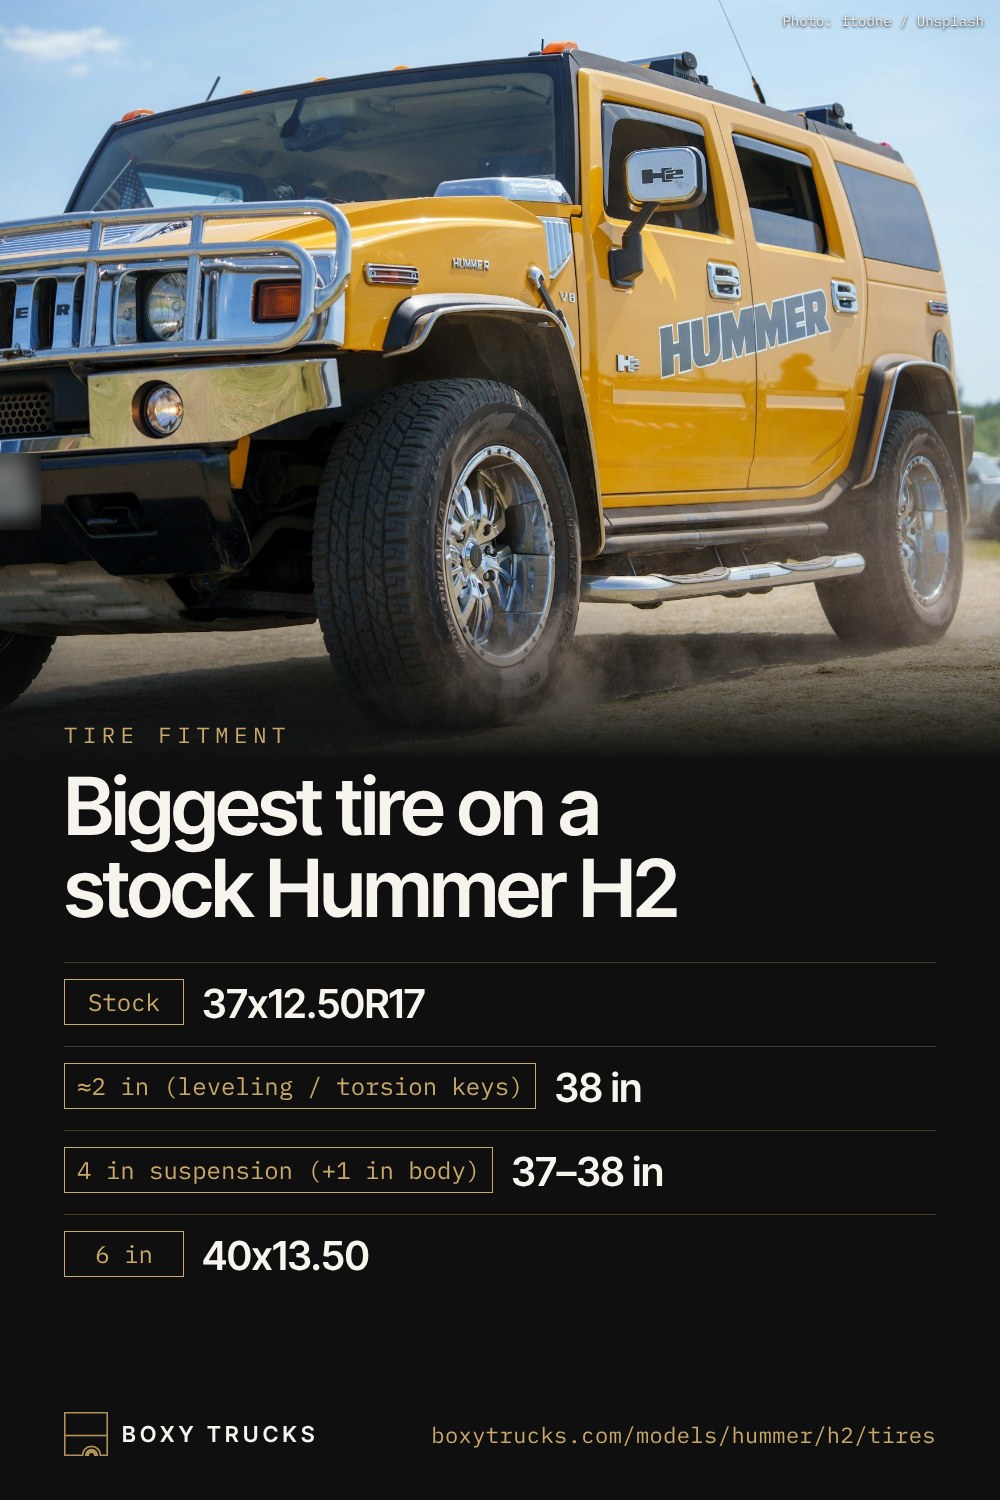 Photo: ftodne / Unsplash
H2
HUMMER
E R
V8
HUMMER
H2
TIRE FITMENT
Biggest tire on a
stock Hummer H2
Stock 37x12.50R17
≈2 in (leveling / torsion keys) 38 in
4 in suspension (+1 in body) 37–38 in
6 in 40x13.50
BOXY TRUCKS boxytrucks.com/models/hummer/h2/tires